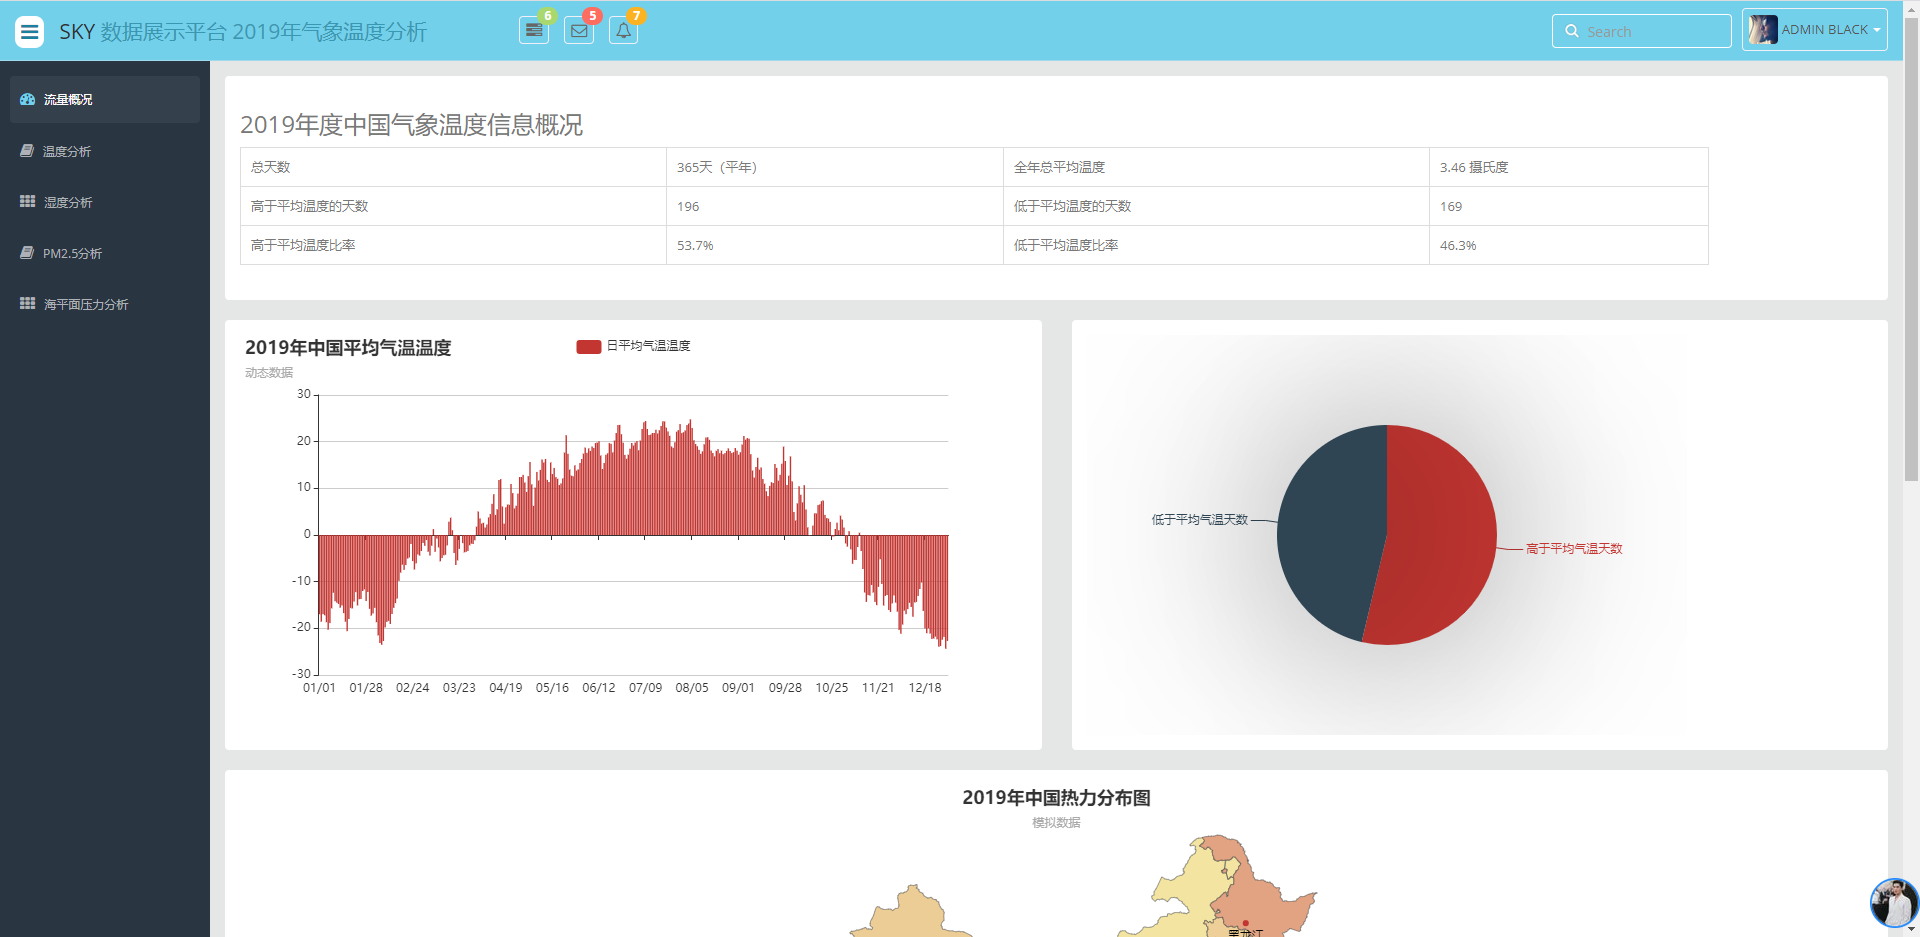 SKY 数据展示平台 2019年气象温度分析
6
5
7
Search
ADMIN BLACK
流量概况
温度分析
湿度分析
PM2.5分析
海平面压力分析
2019年度中国气象温度信息概况
总天数 365天（平年） 全年总平均温度 3.46 摄氏度
高于平均温度的天数 196 低于平均温度的天数 169
高于平均温度比率 53.7% 低于平均温度比率 46.3%
2019年中国平均气温温度
动态数据
日平均气温温度
30
20
10
0
-10
-20
-30
01/01 01/28 02/24 03/23 04/19 05/16 06/12 07/09 08/05 09/01 09/28 10/25 11/21 12/18
低于平均气温天数
高于平均气温天数
2019年中国热力分布图
模拟数据
黑龙江